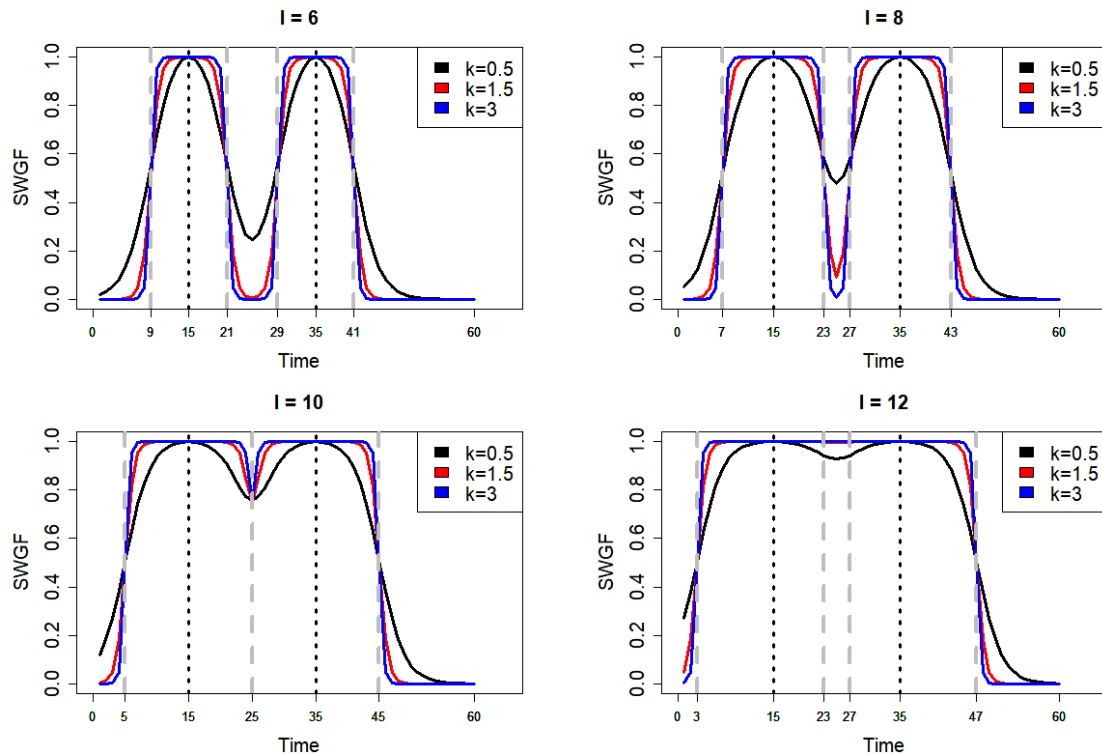 l = 6
SWGF
1.0
0.8
0.6
0.4
0.2
0.0
k=0.5
k=1.5
k=3
0 9 15 21 29 35 41 60
Time
l = 8
SWGF
1.0
0.8
0.6
0.4
0.2
0.0
k=0.5
k=1.5
k=3
0 7 15 23 27 35 43 60
Time
l = 10
SWGF
1.0
0.8
0.6
0.4
0.2
0.0
k=0.5
k=1.5
k=3
0 5 15 25 35 45 60
Time
l = 12
SWGF
1.0
0.8
0.6
0.4
0.2
0.0
k=0.5
k=1.5
k=3
0 3 15 23 27 35 47 60
Time